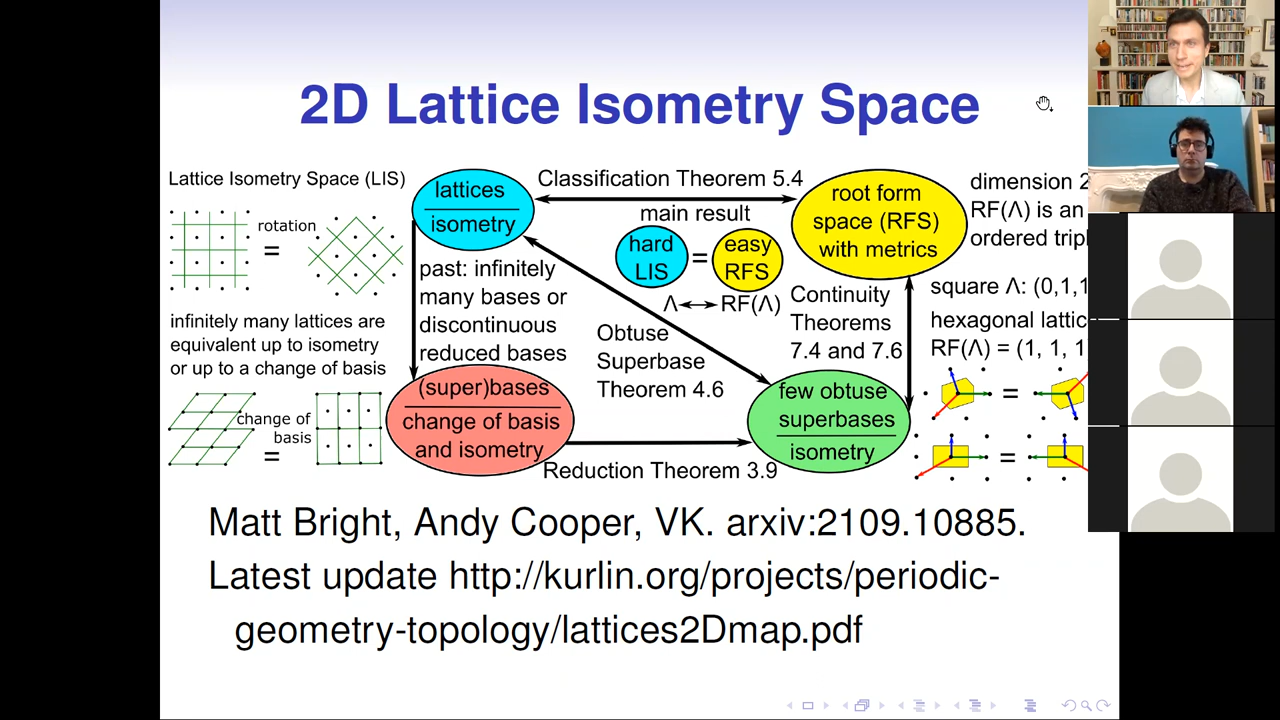 2D Lattice Isometry Space
Lattice Isometry Space (LIS)
rotation
=
infinitely many lattices are
equivalent up to isometry
or up to a change of basis
change of
basis
=
lattices
isometry
Classification Theorem 5.4
main result
hard
LIS
=
easy
RFS
Λ↔RF(Λ)
root form
space (RFS)
with metrics
past: infinitely
many bases or
discontinuous
reduced bases
Obtuse
Superbase
Theorem 4.6
Continuity
Theorems
7.4 and 7.6
(super)bases
change of basis
and isometry
Reduction Theorem 3.9
few obtuse
superbases
isometry
dimension 2
RF(Λ) is an
ordered tripl
square Λ: (0,1,1
hexagonal lattic
RF(Λ) = (1, 1, 1
=
=
Matt Bright, Andy Cooper, VK. arxiv:2109.10885.
Latest update http://kurlin.org/projects/periodic-
geometry-topology/lattices2Dmap.pdf